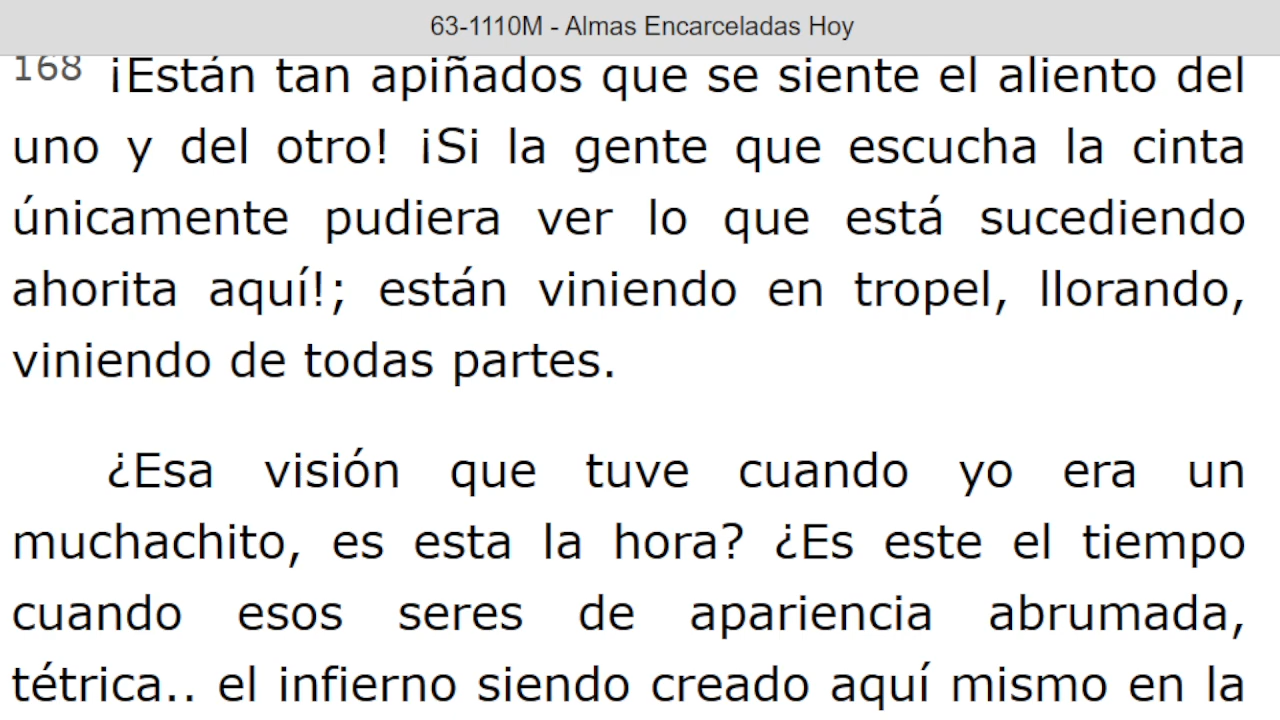 63-1110M - Almas Encarceladas Hoy
168 ¡Están tan apiñados que se siente el aliento del
uno y del otro! ¡Si la gente que escucha la cinta
únicamente pudiera ver lo que está sucediendo
ahorita aquí!; están viniendo en tropel, llorando,
viniendo de todas partes.
¿Esa visión que tuve cuando yo era un
muchachito, es esta la hora? ¿Es este el tiempo
cuando esos seres de apariencia abrumada,
tétrica.. el infierno siendo creado aquí mismo en la